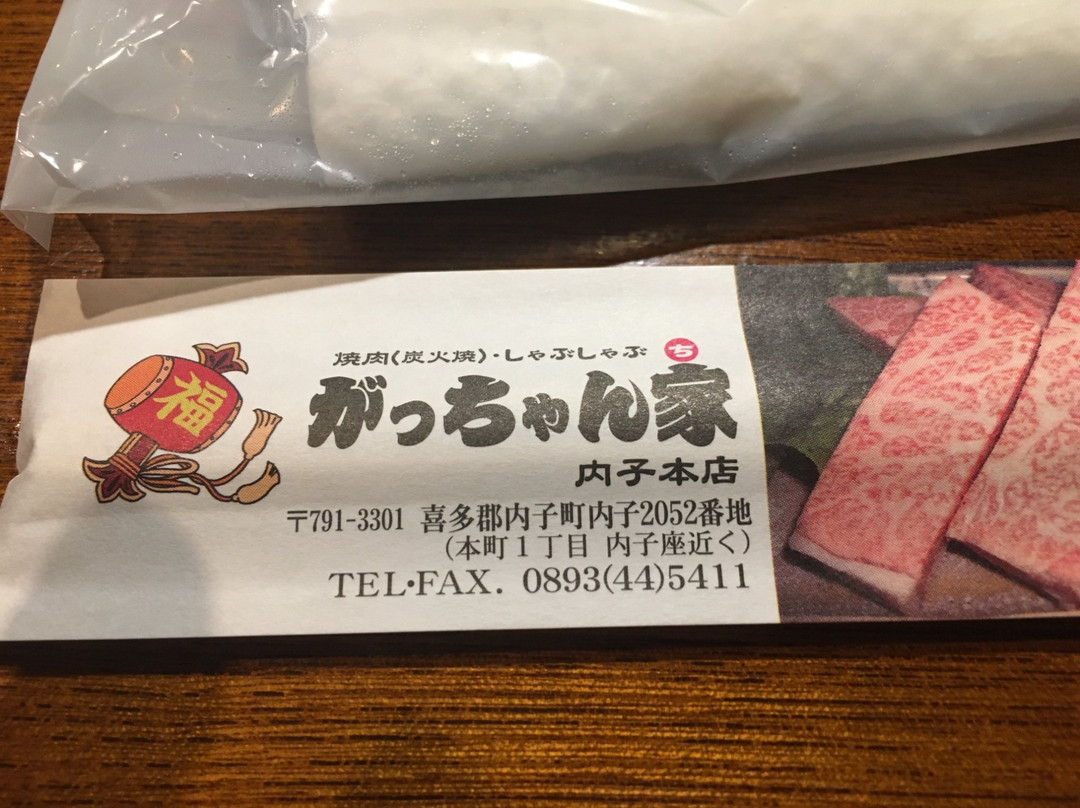 福
焼肉(炭火焼)・しゃぶしゃぶ ち
がっちゃん家
内子本店
〒791-3301 喜多郡内子町内子2052番地
(本町1丁目 内子座近く)
TEL・FAX. 0893(44)5411